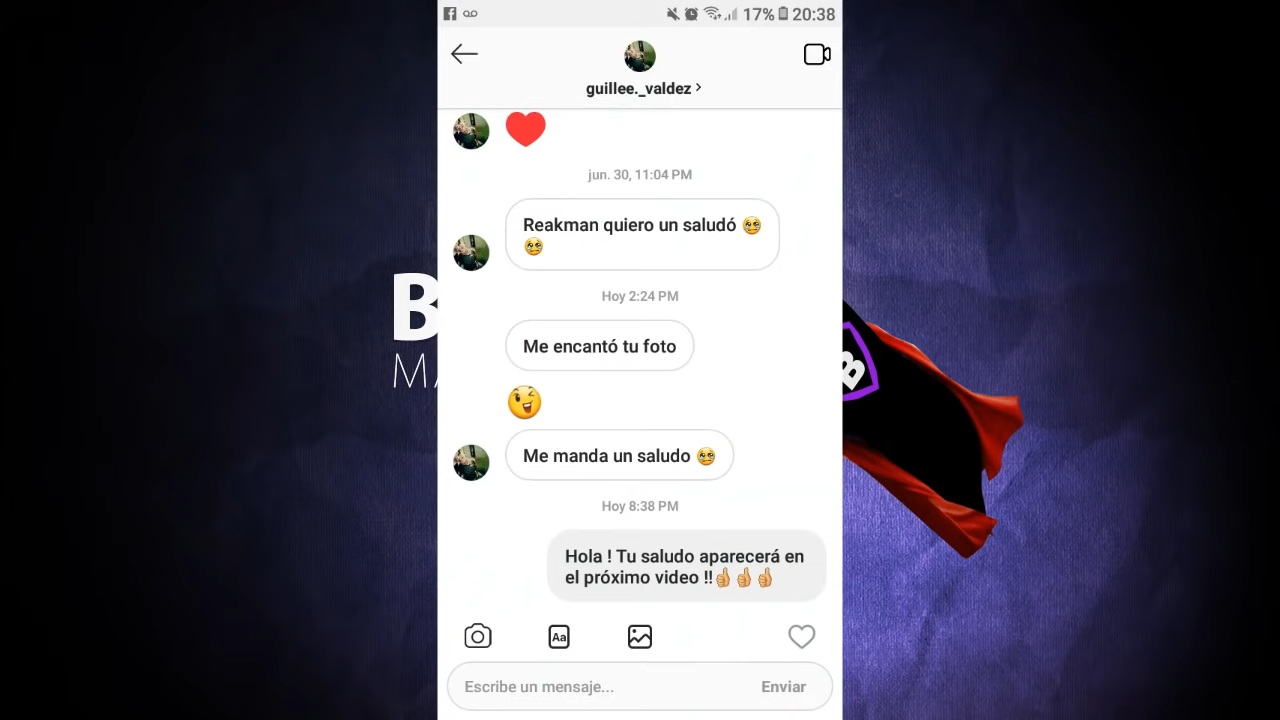 17% 20:38
guillee._valdez
jun. 30, 11:04 PM
Reakman quiero un saludó 🥺
🥺
Hoy 2:24 PM
Me encantó tu foto
😉
Me manda un saludo 🥺
Hoy 8:38 PM
Hola ! Tu saludo aparecerá en
el próximo video !!👍👍👍
Aa
Escribe un mensaje... Enviar
B
B